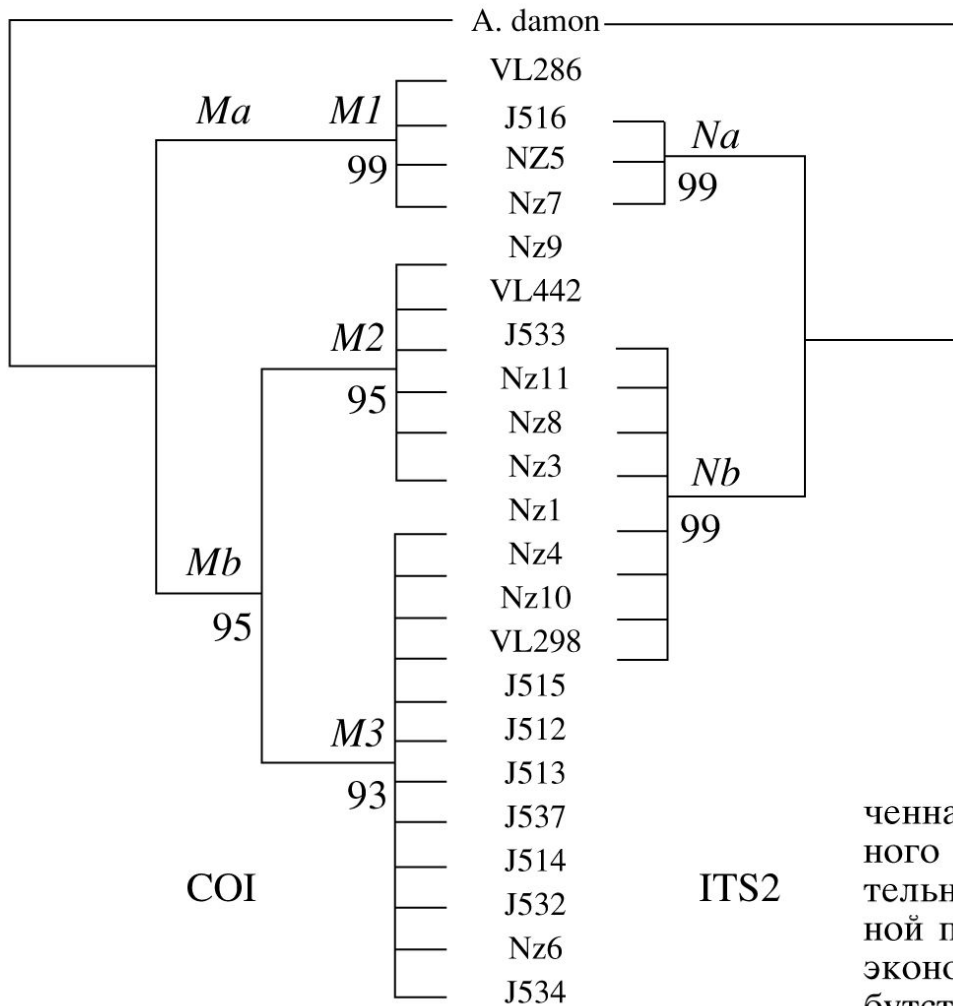 A. damon
VL286
Ma M1
J516
Na
NZ5
99
99
Nz7
Nz9
VL442
M2
J533
Nz11
95
Nz8
Nz3
Nb
Nz1
99
Mb
Nz4
Nz10
95
VL298
J515
M3
J512
J513
93
J537
J514
COI
ITS2
J532
Nz6
J534
ченна
ного
тельн
ной п
эконо
бутст